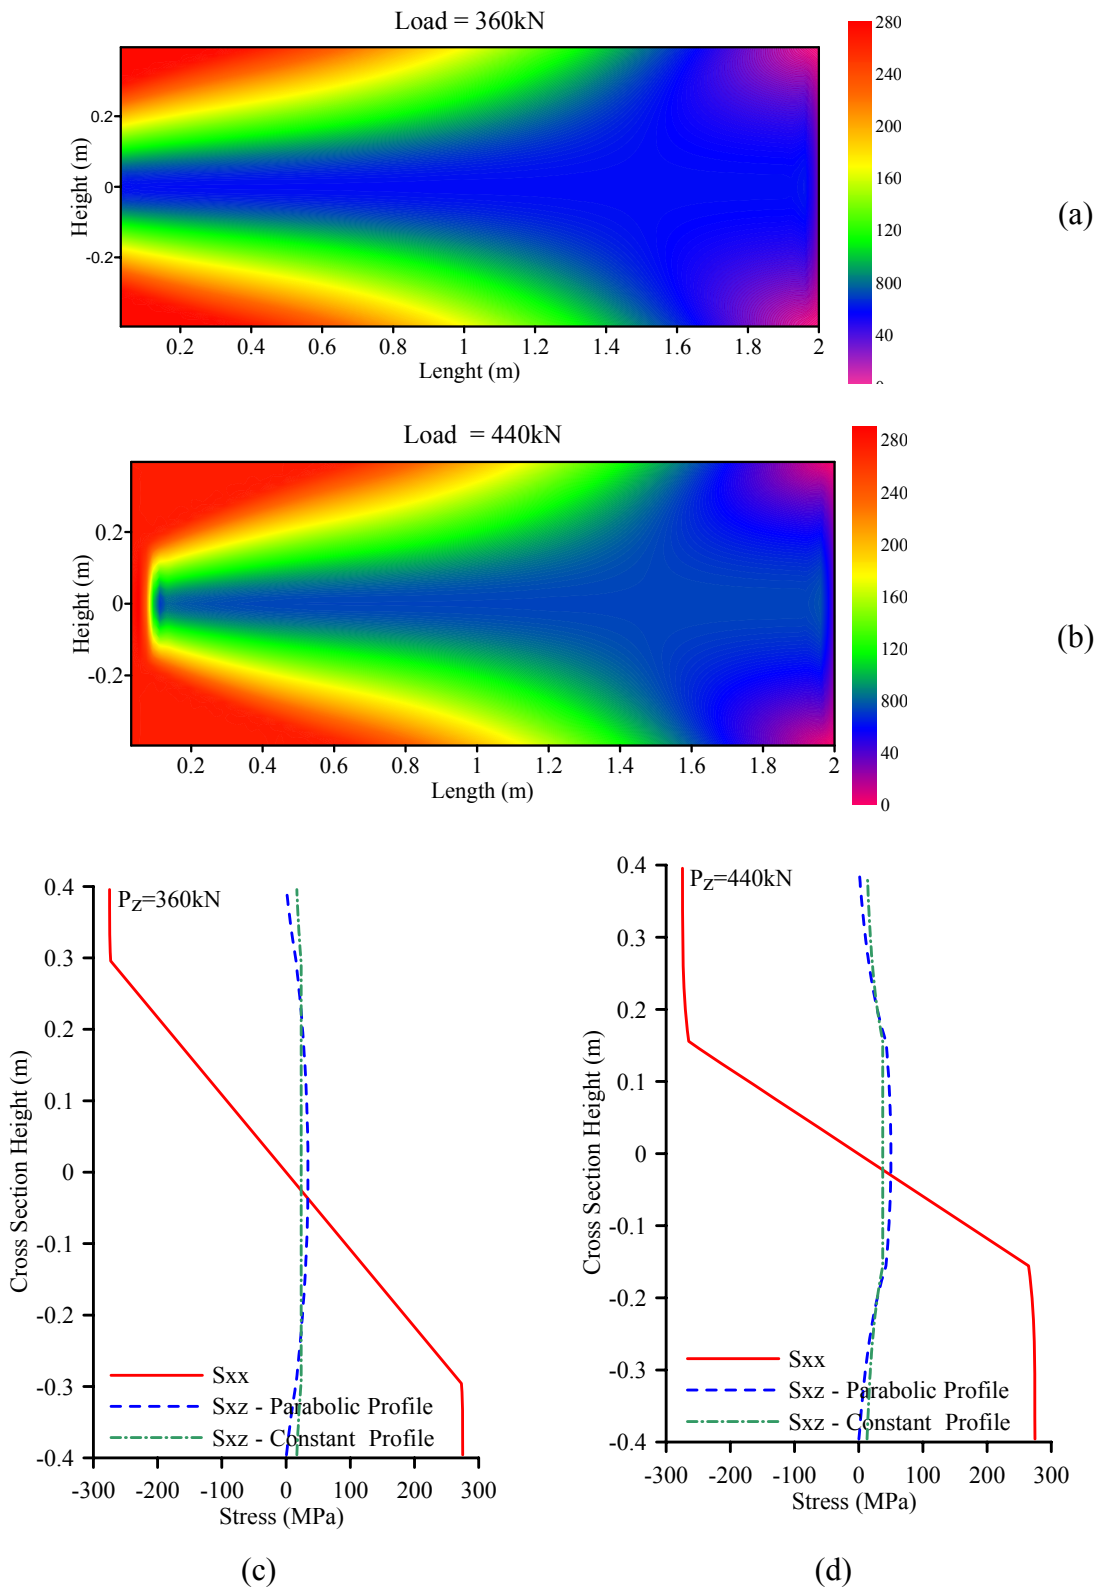 Load = 360kN
280
240
200
160
120
800
40
0
Height (m)
0.2
0
-0.2
0.2 0.4 0.6 0.8 1 1.2 1.4 1.6 1.8 2
Lenght (m)
(a)
Load = 440kN
280
240
200
160
120
800
40
0
Height (m)
0.2
0
-0.2
0.2 0.4 0.6 0.8 1 1.2 1.4 1.6 1.8 2
Length (m)
(b)
PZ=360kN
Cross Section Height (m)
0.4
0.3
0.2
0.1
0
-0.1
-0.2
-0.3
-0.4
Sxx
Sxz - Parabolic Profile
Sxz - Constant Profile
-300 -200 -100 0 100 200 300
Stress (MPa)
(c)
PZ=440kN
Cross Section Height (m)
0.4
0.3
0.2
0.1
0
-0.1
-0.2
-0.3
-0.4
Sxx
Sxz - Parabolic Profile
Sxz - Constant Profile
-300 -200 -100 0 100 200 300
Stress (MPa)
(d)